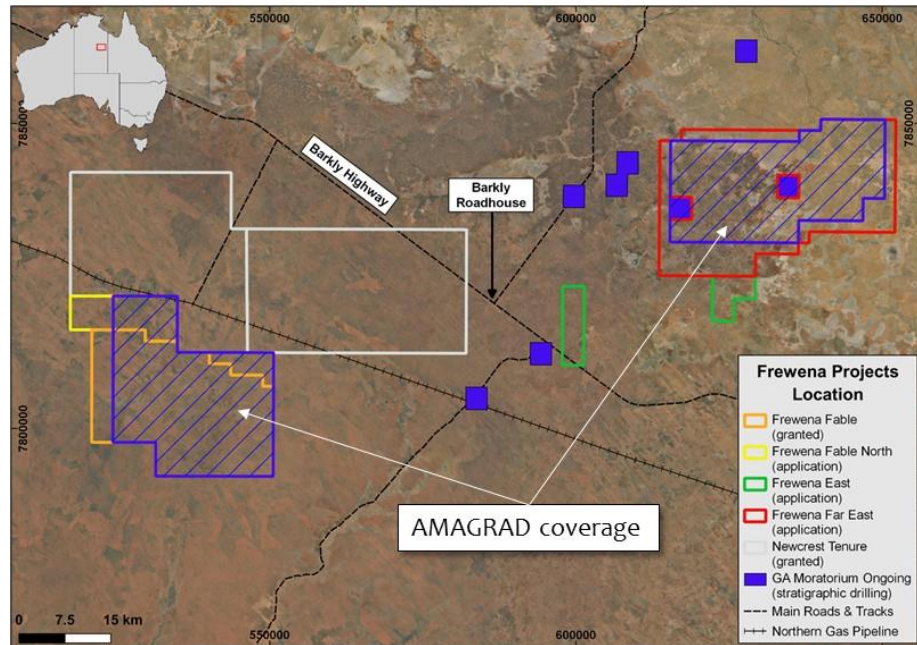 550000
600000
650000
7850000
7850000
Barkly Highway
Barkly
Roadhouse
7800000
AMAGRAD coverage
Frewena Projects
Location
Frewena Fable
(granted)
Frewena Fable North
(application)
Frewena East
(application)
Frewena Far East
(application)
Newcrest Tenure
(granted)
GA Moratorium Ongoing
(stratigraphic drilling)
Main Roads & Tracks
Northern Gas Pipeline
0 7.5 15 km
550000
600000